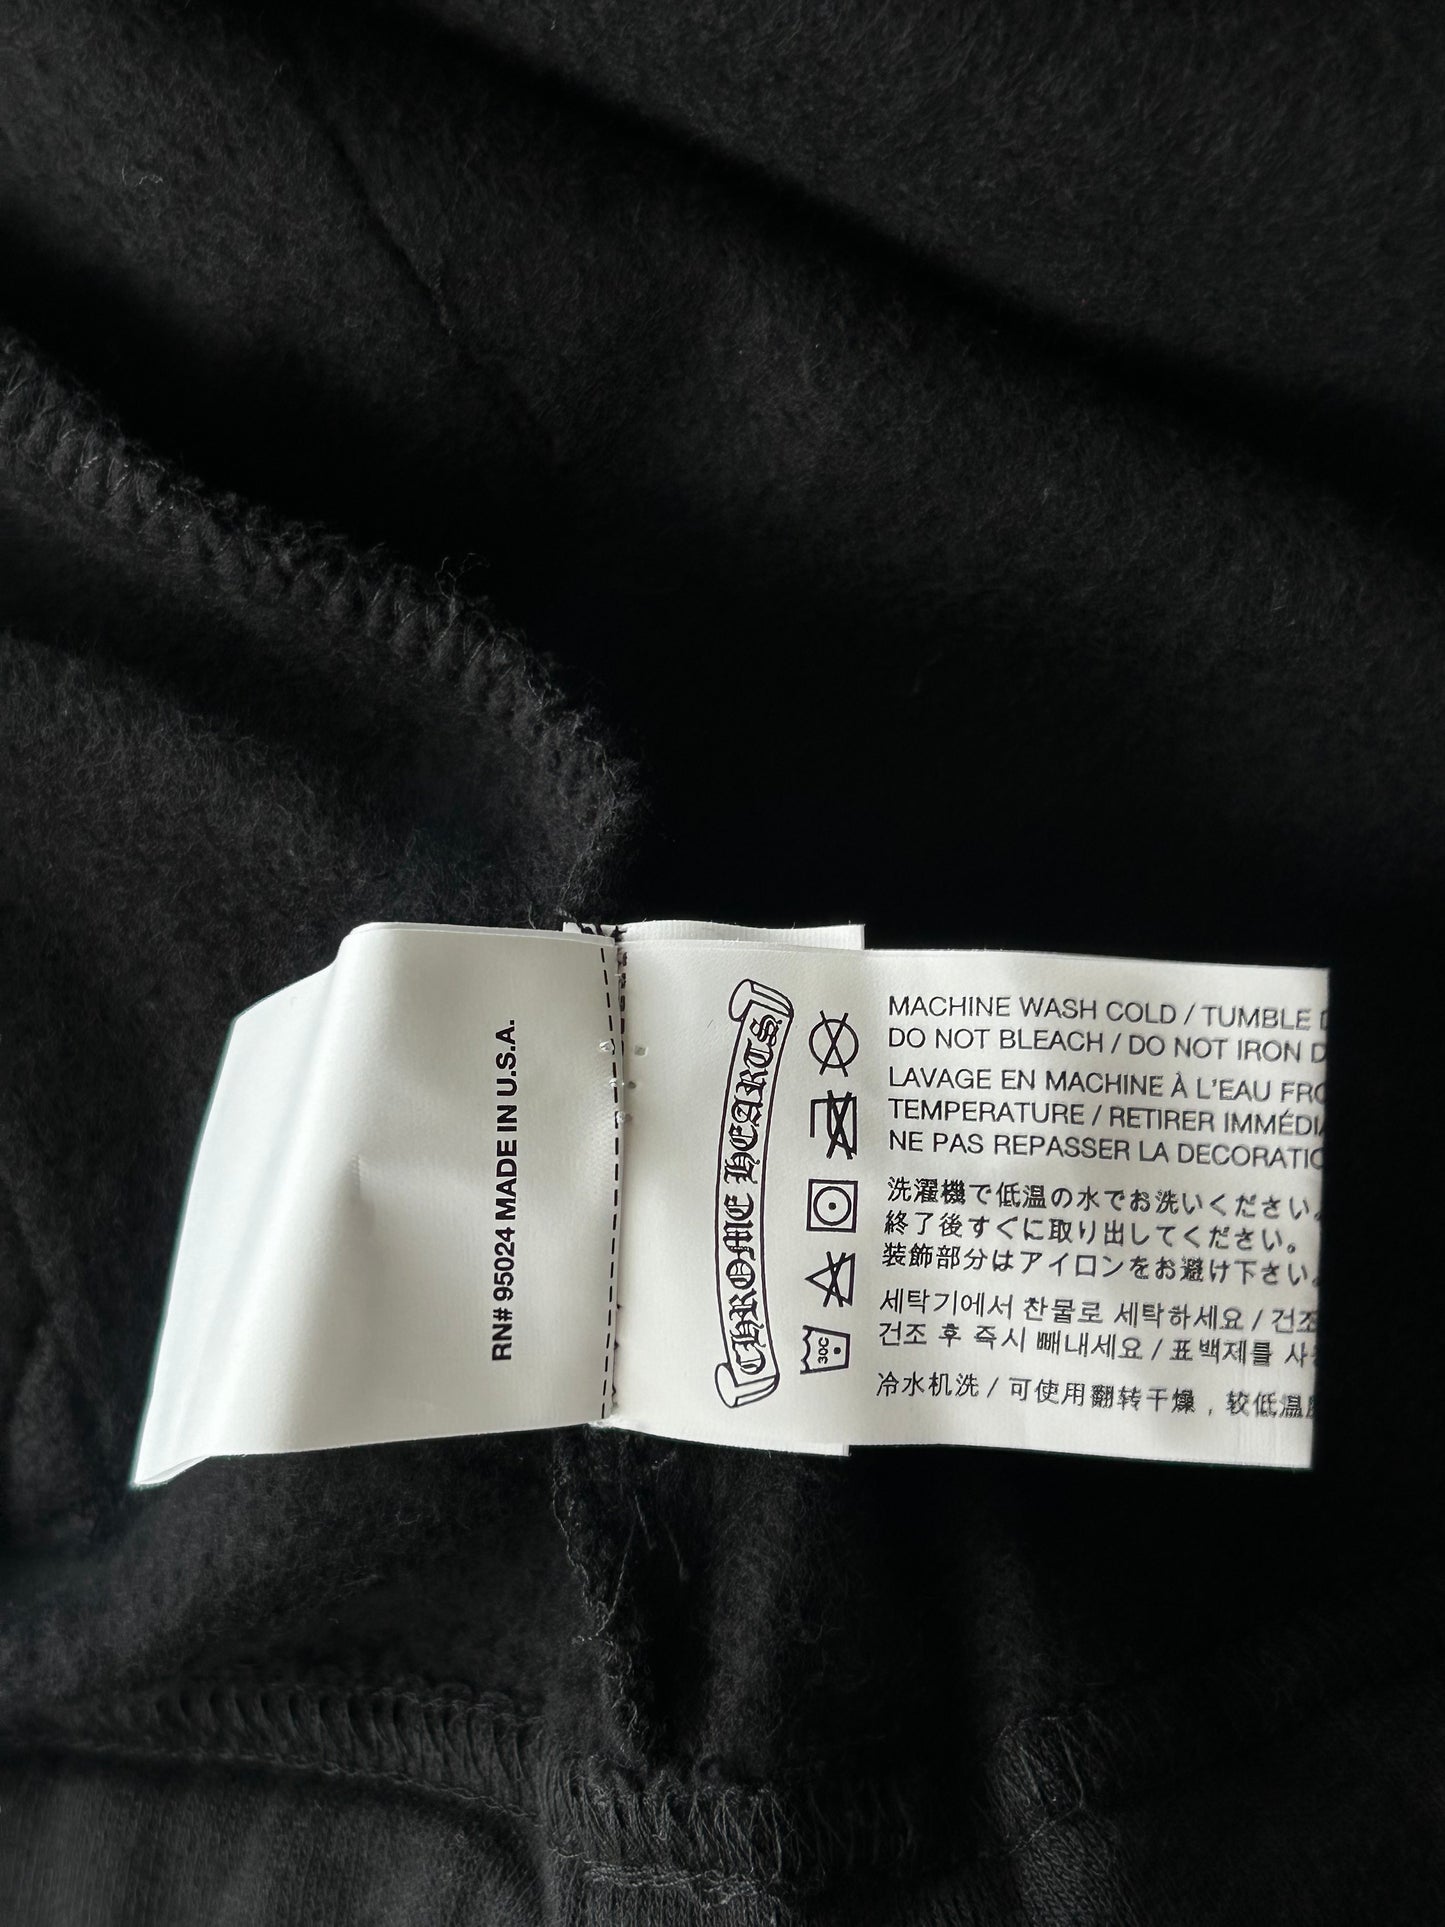 RN# 95024 MADE IN U.S.A.
CHROME HEARTS
30C
MACHINE WASH COLD / TUMBLE
DO NOT BLEACH / DO NOT IRON
LAVAGE EN MACHINE À L'EAU
TEMPERATURE / RETIRER
NE PAS REPASSER LA
洗濯機で低温の水でお洗いください。
終了後すぐに取り出してください。
装飾部分はアイロンをお避け下さい。
세탁기에서 찬물로 세탁하세요 / 건조
건조 후 즉시 빼내세요 / 표백제를
冷水机洗 / 可使用翻转干燥，较低温